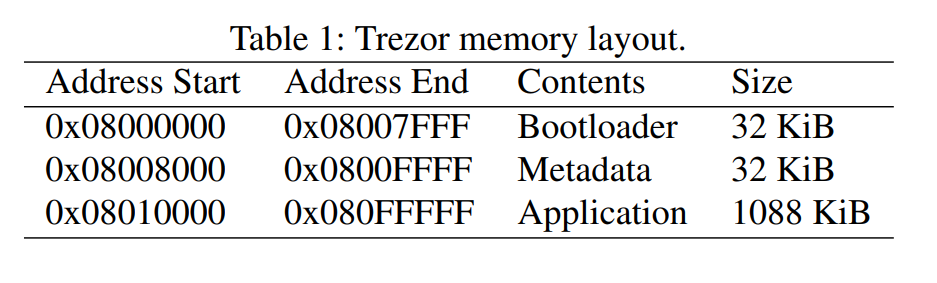 Table 1: Trezor memory layout.
Address Start Address End Contents Size
0x08000000 0x08007FFF Bootloader 32 KiB
0x08008000 0x0800FFFF Metadata 32 KiB
0x08010000 0x080FFFFF Application 1088 KiB